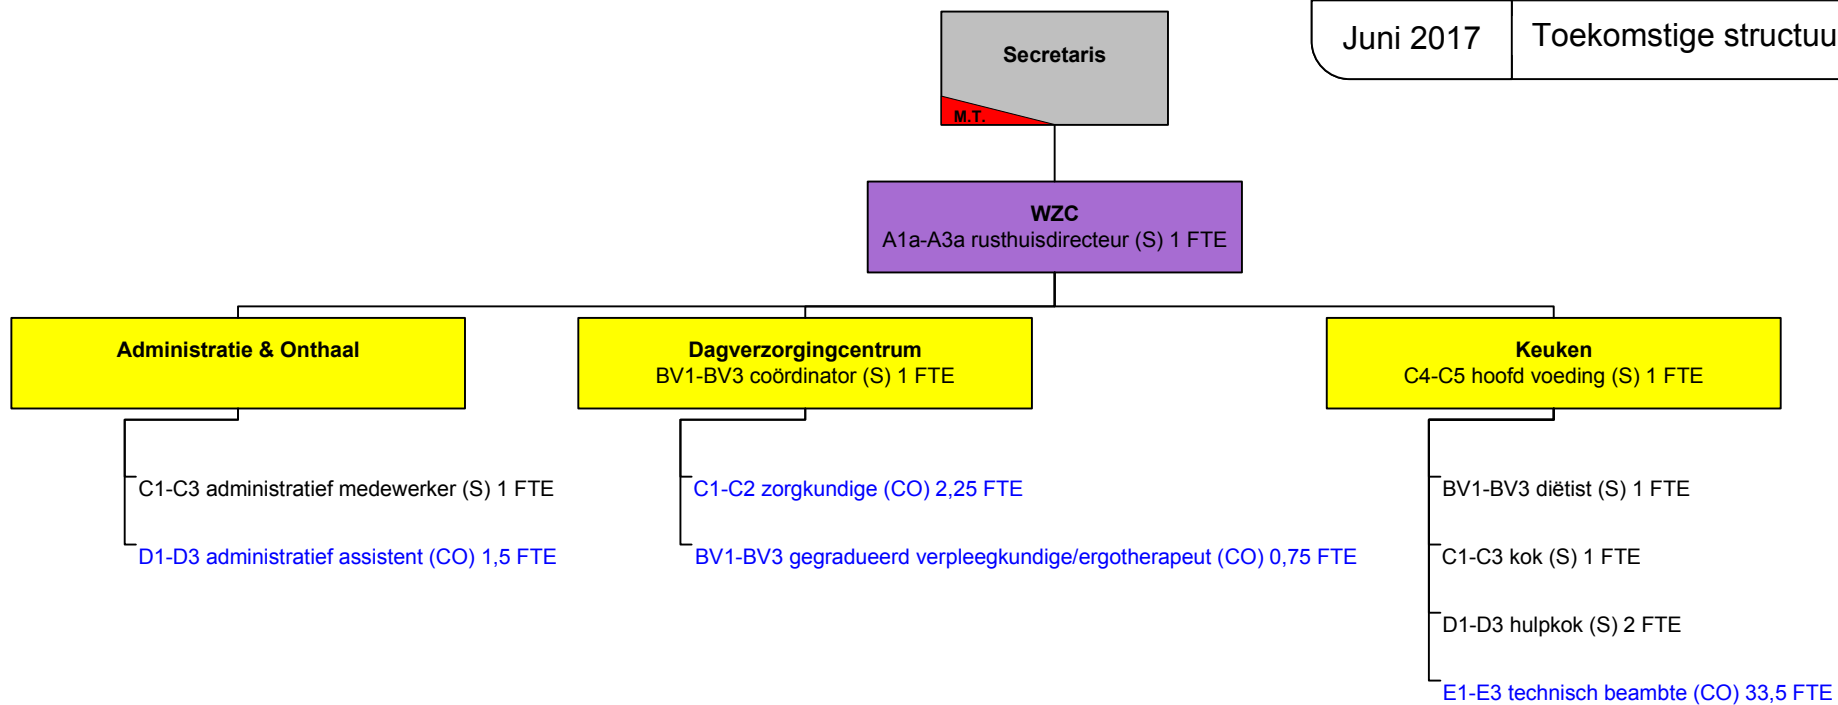 Juni 2017
Toekomstige structuu
Secretaris
M.T.
WZC
A1a-A3a rusthuisdirecteur (S) 1 FTE
Administratie & Onthaal
Dagverzorgingcentrum
BV1-BV3 coördinator (S) 1 FTE
Keuken
C4-C5 hoofd voeding (S) 1 FTE
C1-C3 administratief medewerker (S) 1 FTE
D1-D3 administratief assistent (CO) 1,5 FTE
C1-C2 zorgkundige (CO) 2,25 FTE
BV1-BV3 gegradueerd verpleegkundige/ergotherapeut (CO) 0,75 FTE
BV1-BV3 diëtist (S) 1 FTE
C1-C3 kok (S) 1 FTE
D1-D3 hulpkok (S) 2 FTE
E1-E3 technisch beambte (CO) 33,5 FTE